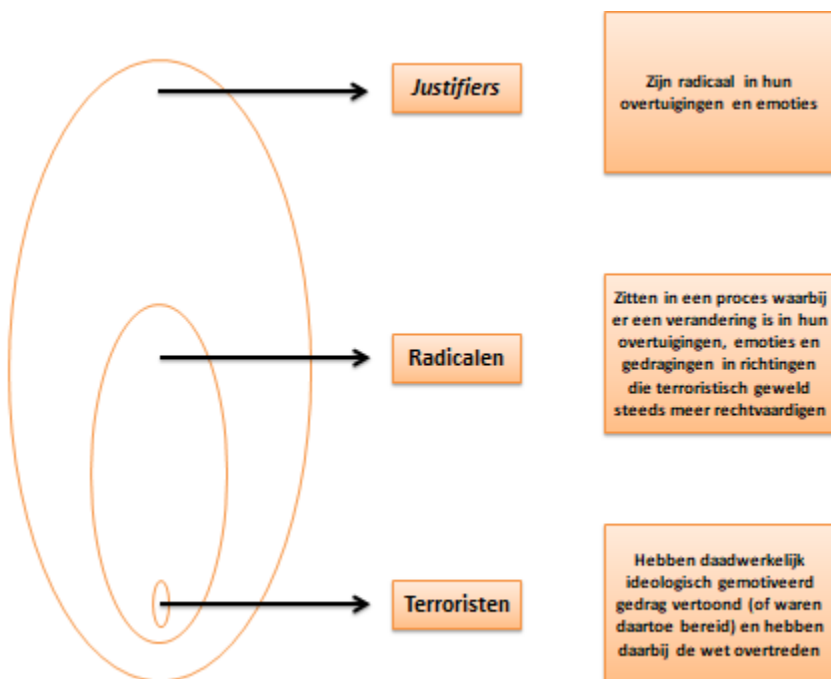 Justifiers
Zijn radicaal in hun
overtuigingen en emoties
Radicalen
Zitten in een proces waarbij
er een verandering is in hun
overtuigingen, emoties en
gedragingen in richtingen
die terroristisch geweld
steeds meer rechtvaardigen
Terroristen
Hebben daadwerkelijk
ideologisch gemotiveerd
gedrag vertoond (of waren
daartoe bereid) en hebben
daarbij de wet overtreden